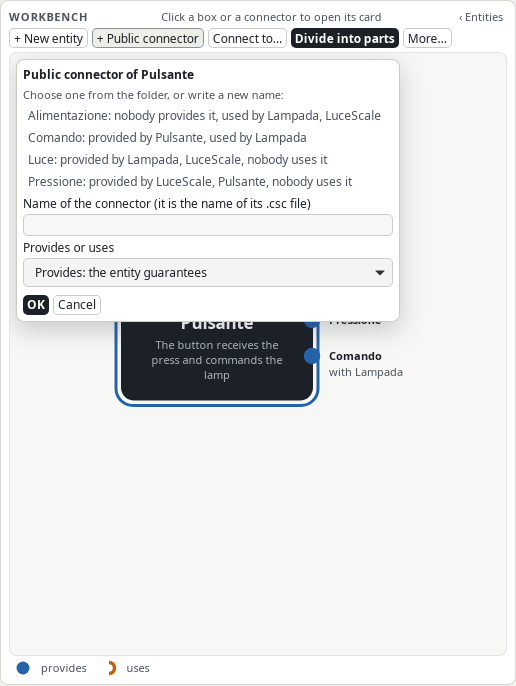 WORKBENCH Click a box or a connector to open its card ‹ Entities
+ New entity + Public connector Connect to... Divide into parts More...
Public connector of Pulsante
Choose one from the folder, or write a new name:
Alimentazione: nobody provides it, used by Lampada, LuceScale
Comando: provided by Pulsante, used by Lampada
Luce: provided by Lampada, LuceScale, nobody uses it
Pressione: provided by LuceScale, Pulsante, nobody uses it
Name of the connector (it is the name of its .csc file)
Provides or uses
Provides: the entity guarantees
OK Cancel
Pulsante
Pressione
The button receives the
press and commands the
lamp
Comando
with Lampada
provides uses